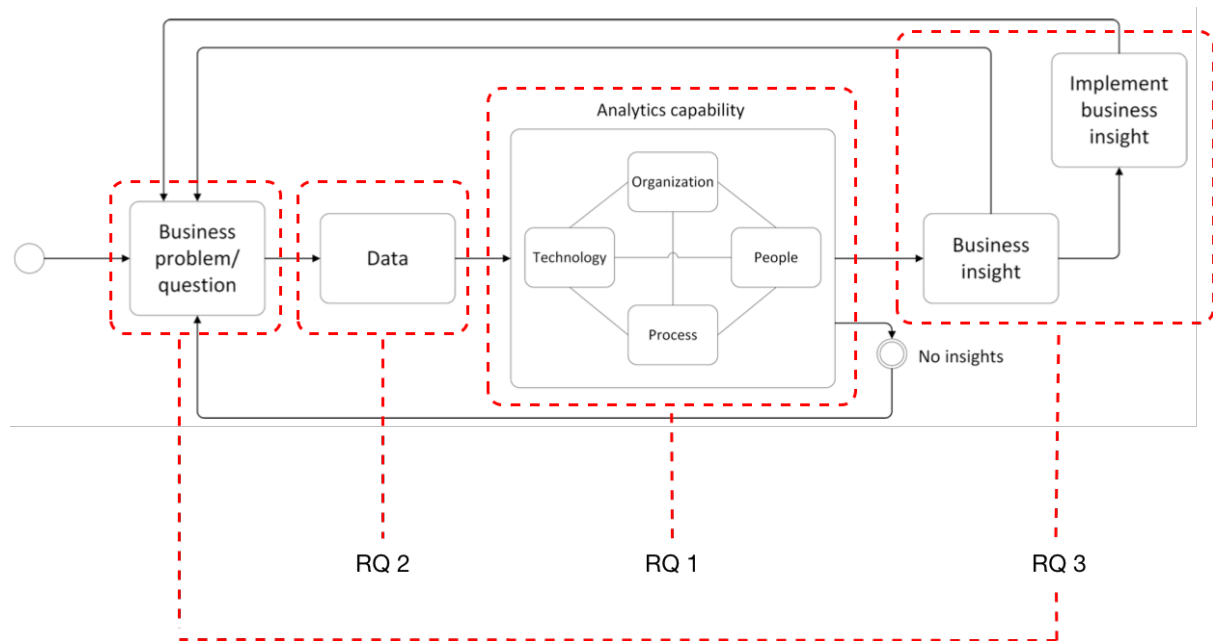 Analytics capability
Implement
business
insight
Organization
Business
problem/
question
Data
Technology
People
Business
insight
Process
No insights
RQ 2
RQ 1
RQ 3